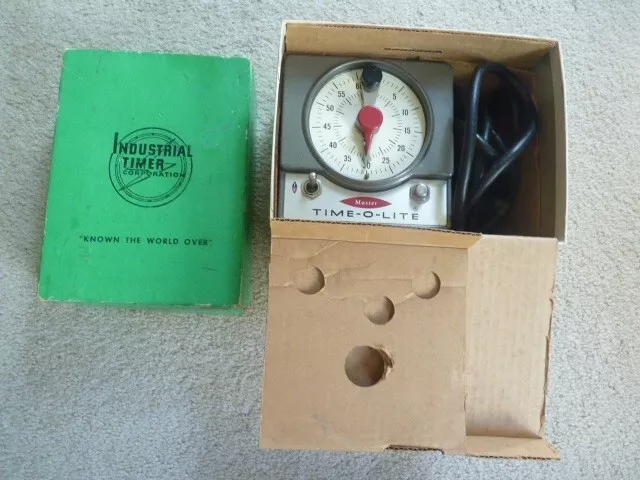 INDUSTRIAL
TIMER
CORPORATION
"KNOWN THE WORLD OVER"
60
5
10
15
20
25
30
35
40
45
50
55
Master
TIME-O-LITE